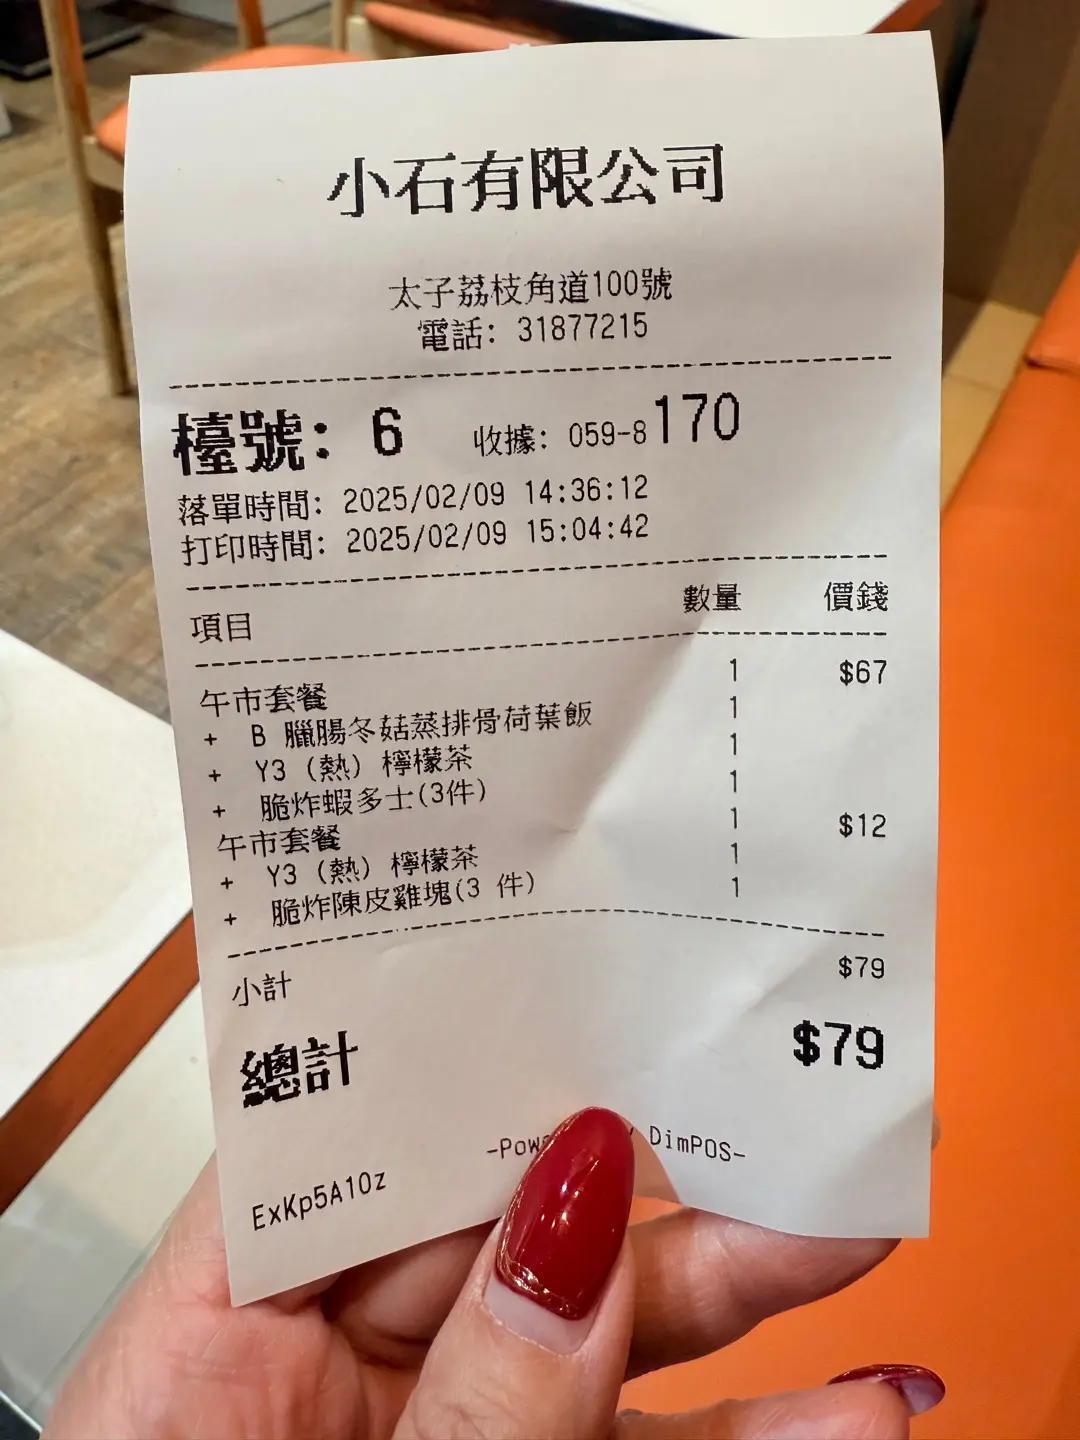 小石有限公司
太子荔枝角道100號
電話: 31877215
檯號: 6 收據: 059-8170
落單時間: 2025/02/09 14:36:12
打印時間: 2025/02/09 15:04:42
項目 數量 價錢
午市套餐 1 $67
+ B 臘腸冬菇蒸排骨荷葉飯 1
+ Y3 (熱) 檸檬茶 1
+ 脆炸蝦多士(3件) 1
午市套餐 1 $12
+ Y3 (熱) 檸檬茶 1
+ 脆炸陳皮雞塊(3 件) 1
小計 $79
總計 $79
DimPOS-
ExKp5A10z